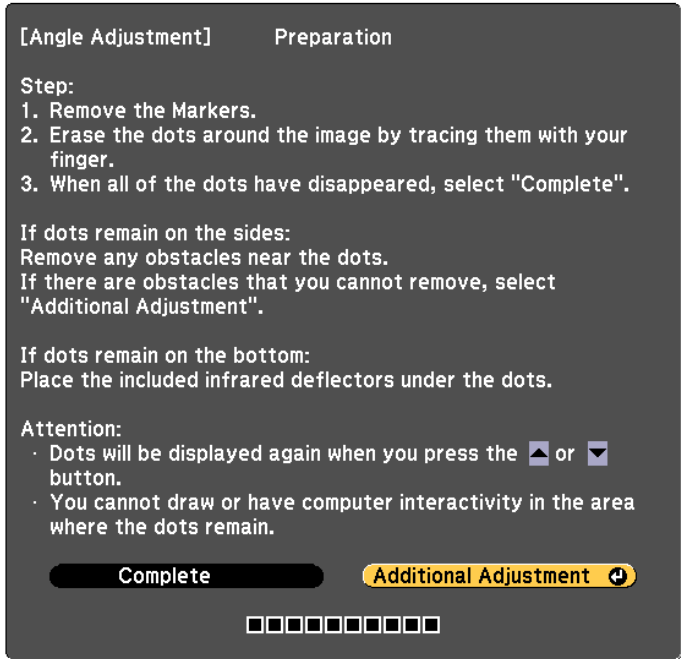 [Angle Adjustment] Preparation
Step:
1. Remove the Markers.
2. Erase the dots around the image by tracing them with your
finger.
3. When all of the dots have disappeared, select "Complete".
If dots remain on the sides:
Remove any obstacles near the dots.
If there are obstacles that you cannot remove, select
"Additional Adjustment".
If dots remain on the bottom:
Place the included infrared deflectors under the dots.
Attention:
· Dots will be displayed again when you press the ▲ or ▼
button.
· You cannot draw or have computer interactivity in the area
where the dots remain.
Complete Additional Adjustment